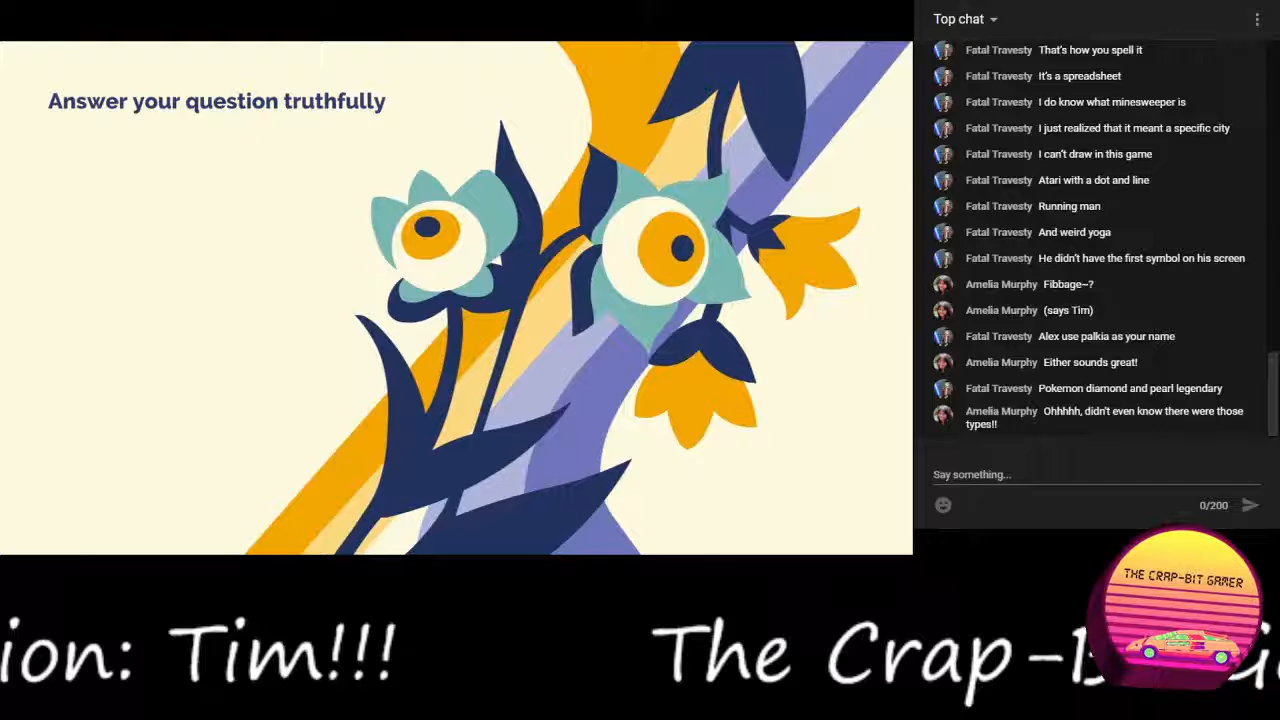 Answer your question truthfully
Top chat
Fatal Travesty That's how you spell it
Fatal Travesty It's a spreadsheet
Fatal Travesty I do know what minesweeper is
Fatal Travesty I just realized that it meant a specific city
Fatal Travesty I can't draw in this game
Fatal Travesty Atari with a dot and line
Fatal Travesty Running man
Fatal Travesty And weird yoga
Fatal Travesty He didn't have the first symbol on his screen
Amelia Murphy Fibbage~?
Amelia Murphy (says Tim)
Fatal Travesty Alex use palkia as your name
Amelia Murphy Either sounds great!
Fatal Travesty Pokemon diamond and pearl legendary
Amelia Murphy Ohhhhh, didn't even know there were those
types!!
Say something...
0/200
THE CRAP-BIT GAMER
ion: Tim!!! The Crap-B